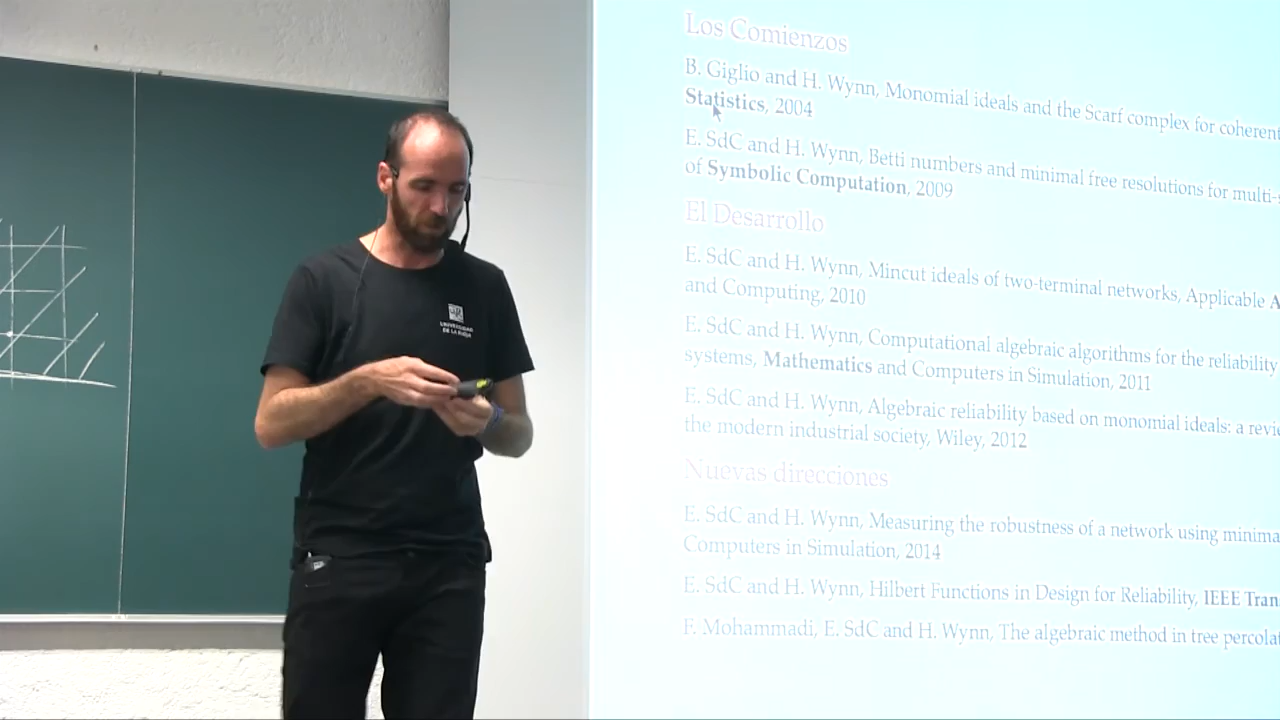 Los Comienzos
B. Giglio and H. Wynn, Monomial ideals and the Scarf complex for coherent
Statistics, 2004
E. SdC and H. Wynn, Betti numbers and minimal free resolutions for multi-
of Symbolic Computation, 2009
El Desarrollo
E. SdC and H. Wynn, Mincut ideals of two-terminal networks, Applicable A
and Computing, 2010
E. SdC and H. Wynn, Computational algebraic algorithms for the reliability
systems, Mathematics and Computers in Simulation, 2011
E. SdC and H. Wynn, Algebraic reliability based on monomial ideals: a revie
the modern industrial society, Wiley, 2012
Nuevas direcciones
E. SdC and H. Wynn, Measuring the robustness of a network using minima
Computers in Simulation, 2014
E. SdC and H. Wynn, Hilbert Functions in Design for Reliability, IEEE Tran
F. Mohammadi, E. SdC and H. Wynn, The algebraic method in tree percolat
UNIVERSIDAD
DE LA RIOJA